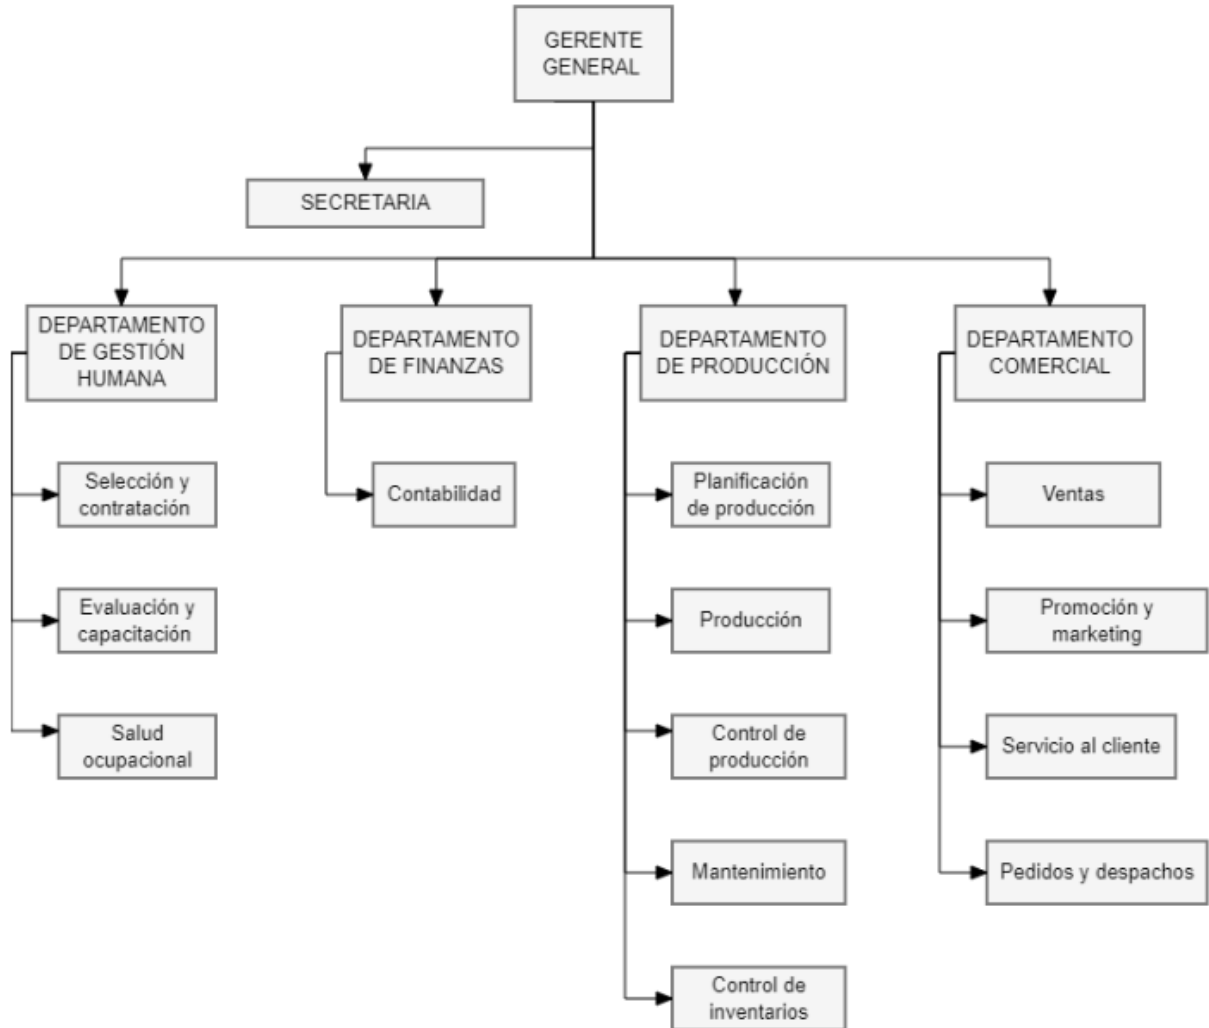 GERENTE
GENERAL
SECRETARIA
DEPARTAMENTO
DE GESTIÓN
HUMANA
DEPARTAMENTO
DE FINANZAS
DEPARTAMENTO
DE PRODUCCIÓN
DEPARTAMENTO
COMERCIAL
Selección y
contratación
Contabilidad
Planificación
de producción
Ventas
Evaluación y
capacitación
Producción
Promoción y
marketing
Salud
ocupacional
Control de
producción
Servicio al cliente
Mantenimiento
Pedidos y despachos
Control de
inventarios